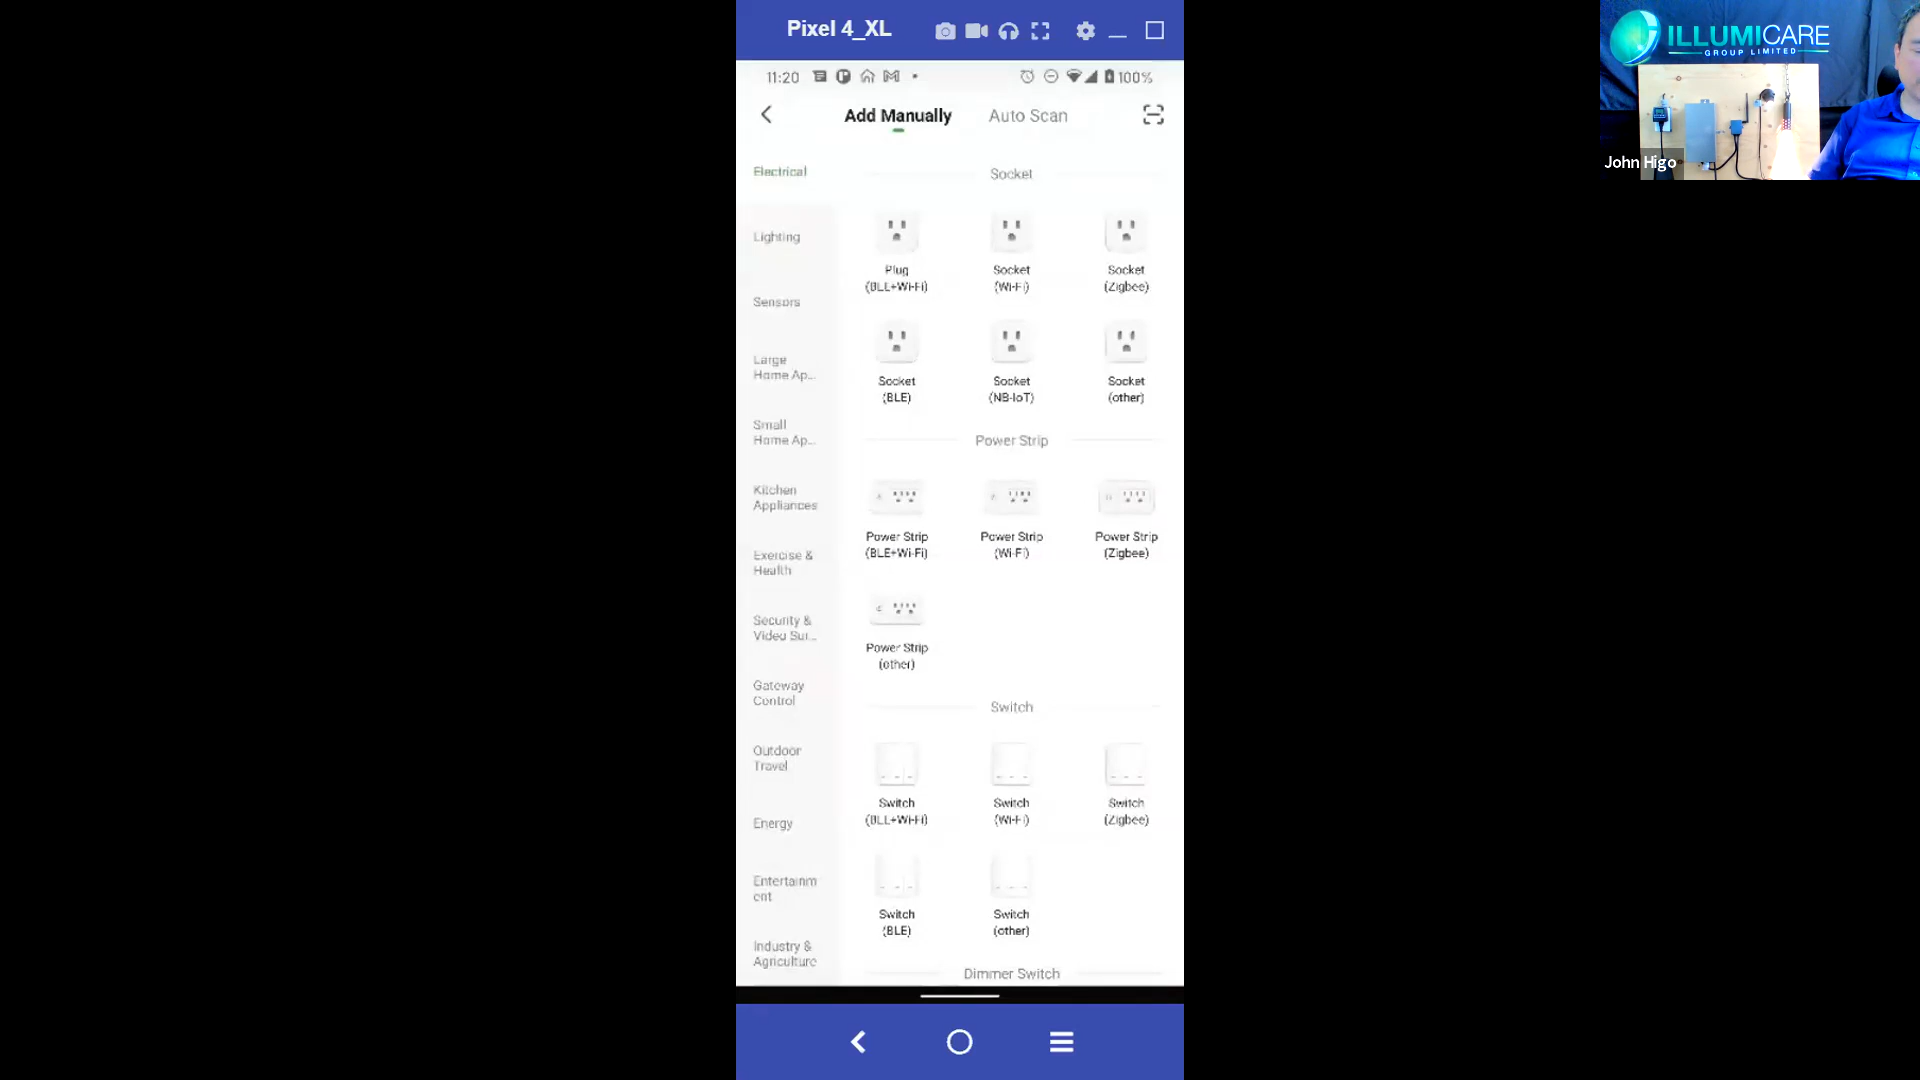 Pixel 4_XL
11:20
100%
Add Manually
Auto Scan
Electrical
Lighting
Sensors
Large
Home Ap...
Small
Home Ap...
Kitchen
Appliances
Exercise &
Health
Security &
Video Sur...
Gateway
Control
Outdoor
Travel
Energy
Entertainm
ent
Industry &
Agriculture
Socket
Plug
(BLE+Wi-Fi)
Socket
(Wi-Fi)
Socket
(Zigbee)
Socket
(BLE)
Socket
(NB-IoT)
Socket
(other)
Power Strip
Power Strip
(BLE+Wi-Fi)
Power Strip
(Wi-Fi)
Power Strip
(Zigbee)
Power Strip
(other)
Switch
Switch
(BLE+Wi-Fi)
Switch
(Wi-Fi)
Switch
(Zigbee)
Switch
(BLE)
Switch
(other)
Dimmer Switch
ILLUMICARE
GROUP LIMITED
John Higo